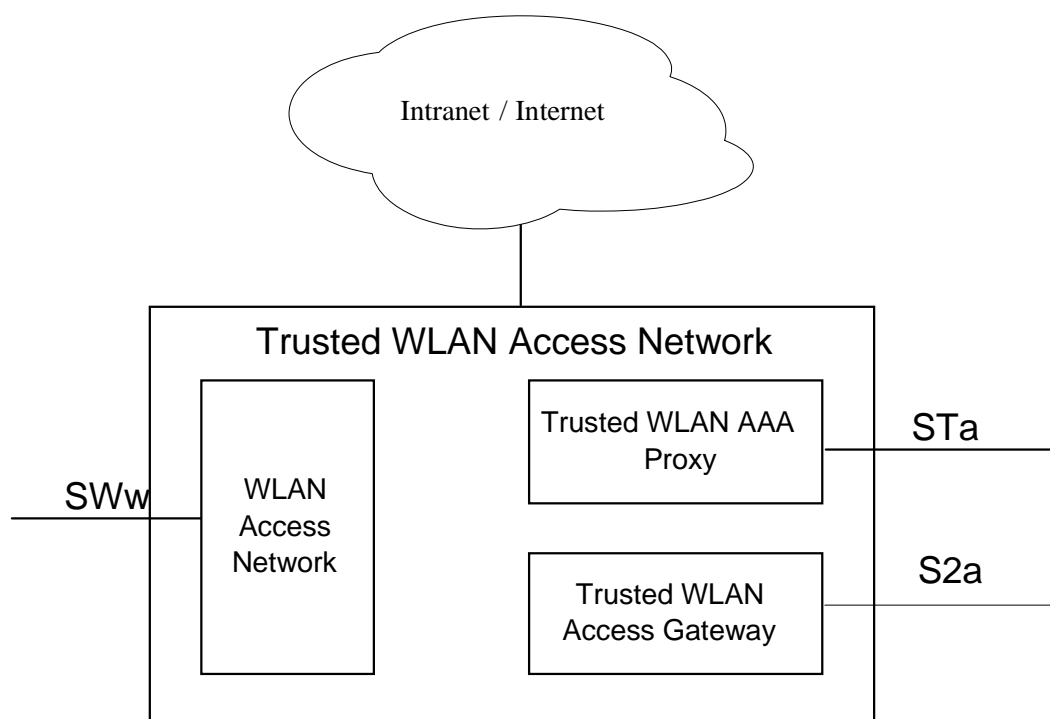 Intranet / Internet
Trusted WLAN Access Network
Trusted WLAN AAA
Proxy
STa
SWw
WLAN
Access
Network
S2a
Trusted WLAN
Access Gateway